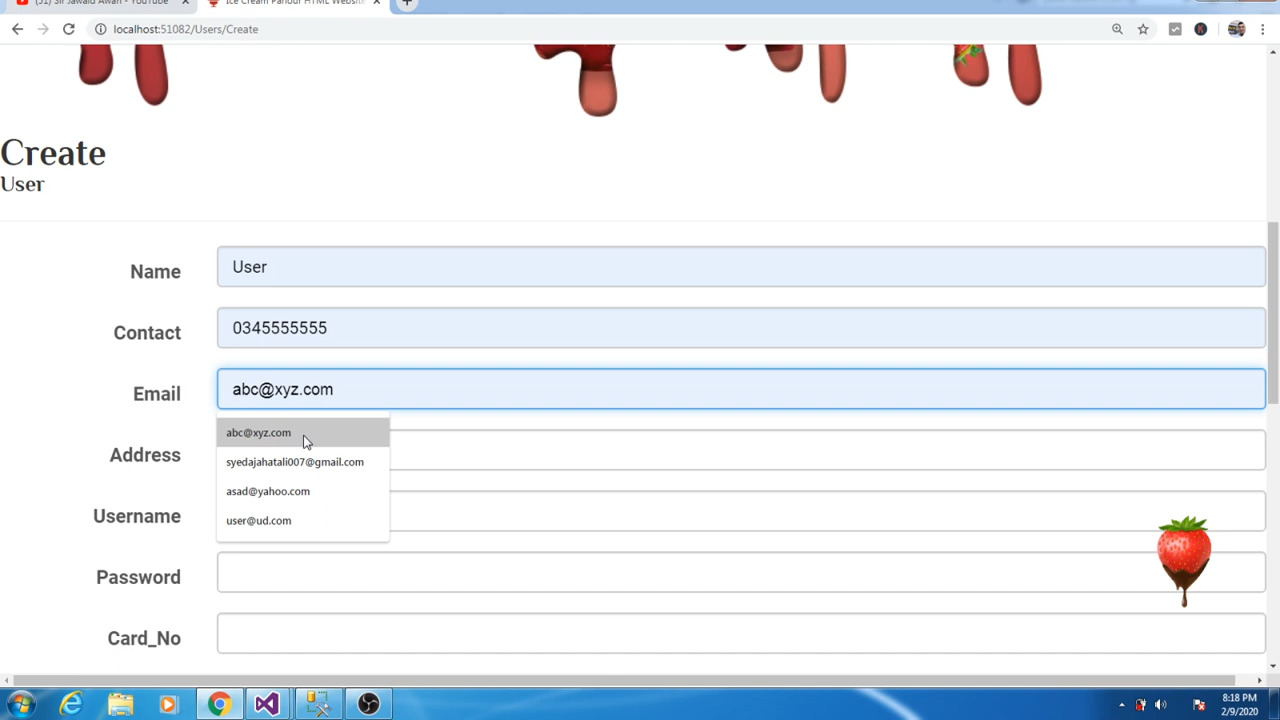 (31) Sir Jawaid Awan - YouTube
Ice Cream Parlour HTML Website
localhost:51082/Users/Create
Create
User
Name
User
Contact
0345555555
Email
abc@xyz.com
abc@xyz.com
Address
syedajahatali007@gmail.com
asad@yahoo.com
Username
user@ud.com
Password
Card_No
8:18 PM
2/9/2020